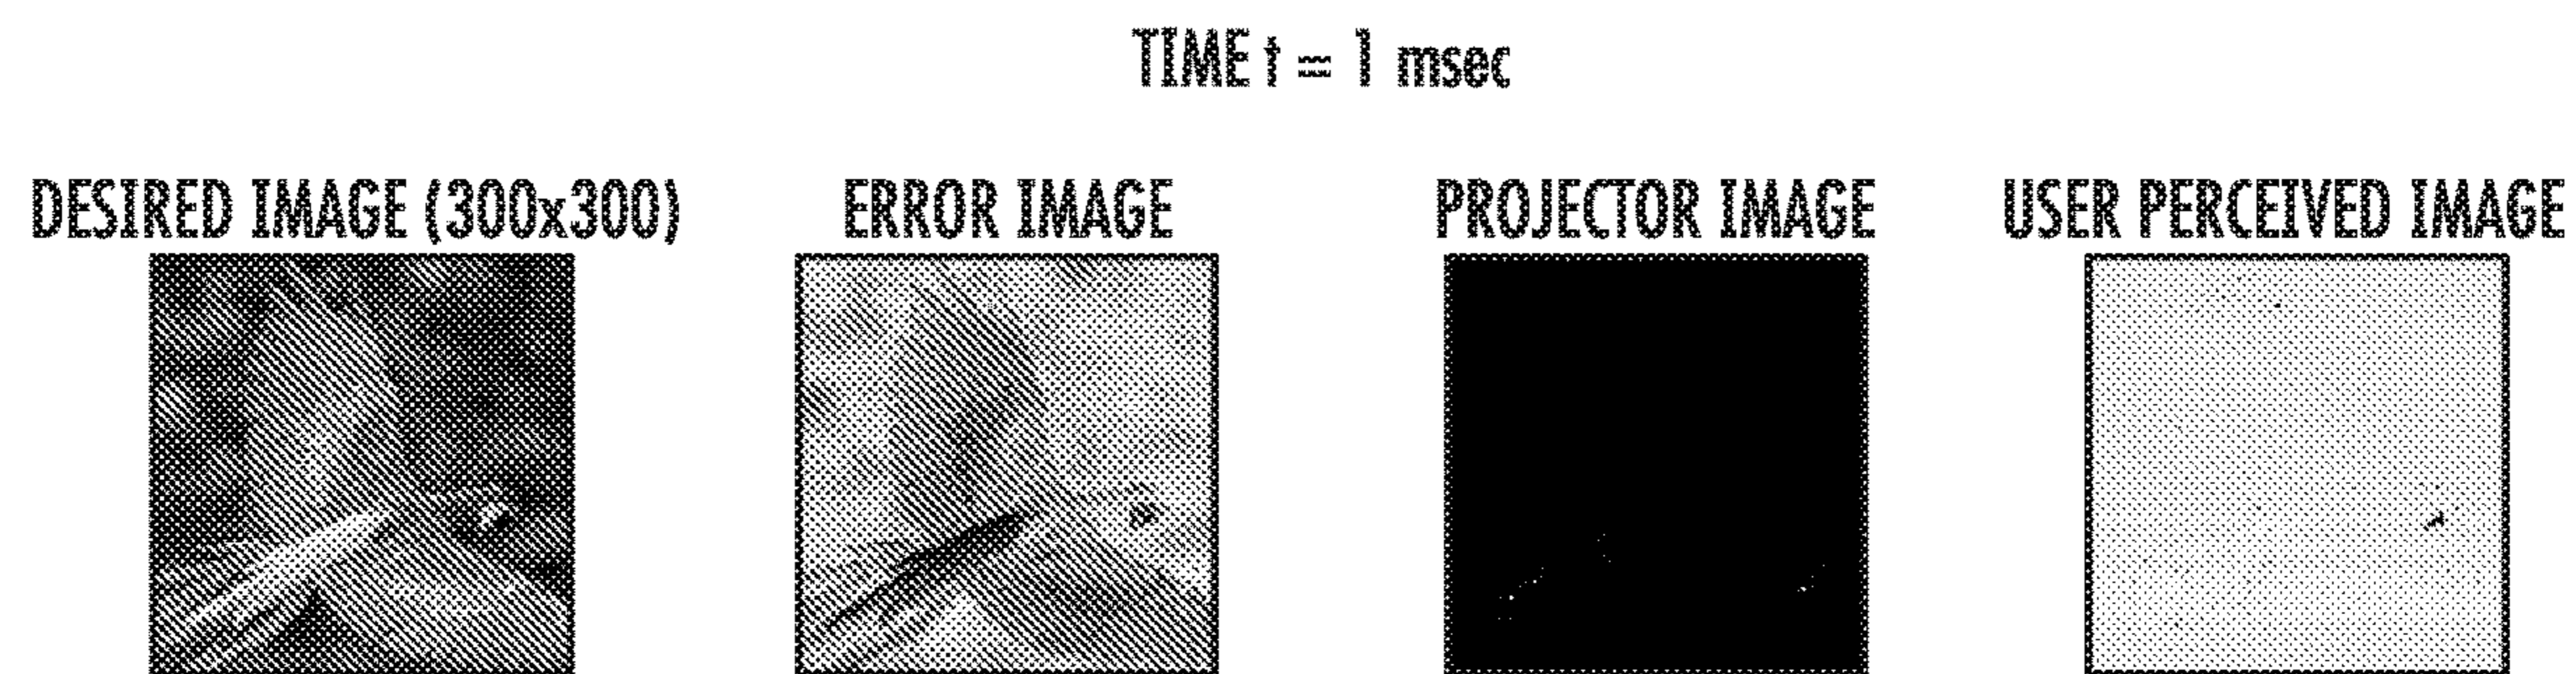 TIME t = 1 msec
DESIRED IMAGE (300x300) ERROR IMAGE PROJECTOR IMAGE USER PERCEIVED IMAGE